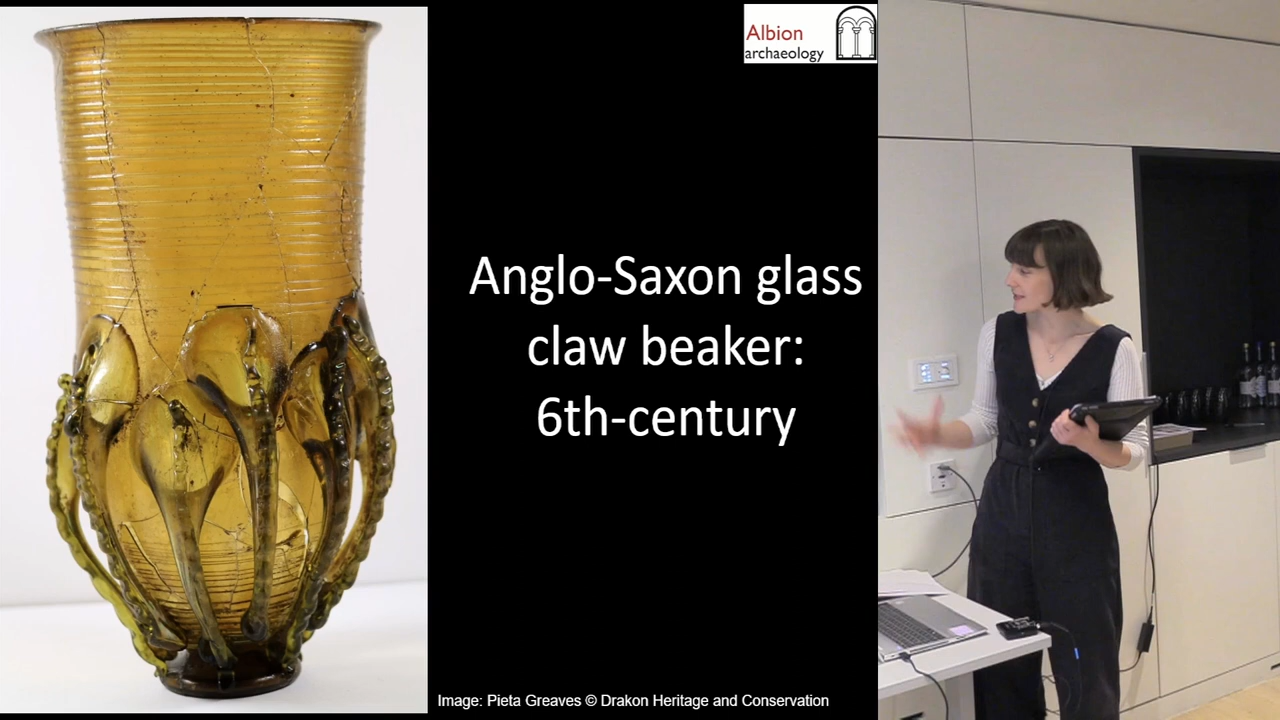 Albion
archaeology
Anglo-Saxon glass
claw beaker:
6th-century
Image: Pieta Greaves © Drakon Heritage and Conservation